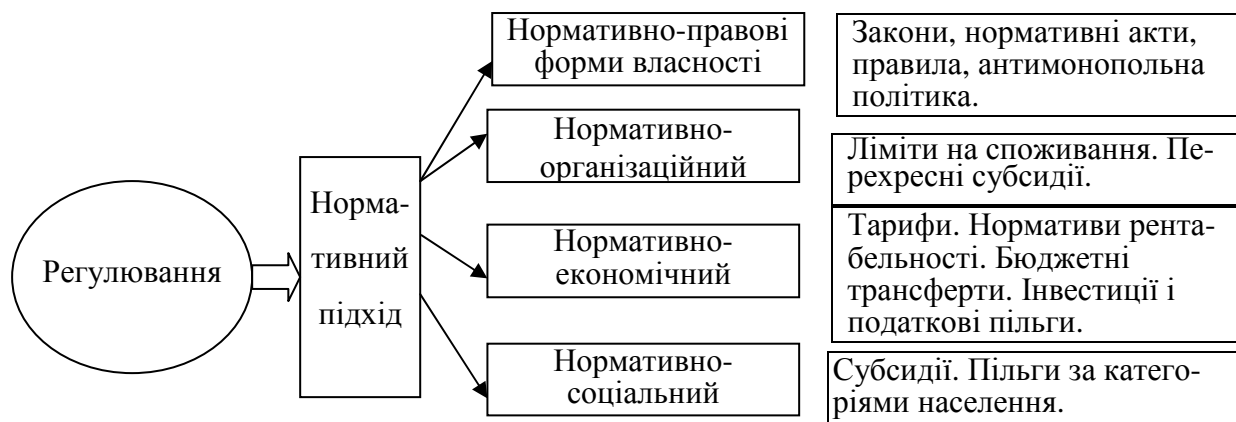 Регулювання
Норма-
тивний
підхід
Нормативно-правові
форми власності
Закони, нормативні акти,
правила, антимонопольна
політика.
Нормативно-
організаційний
Ліміти на споживання. Пе-
рехресні субсидії.
Нормативно-
економічний
Тарифи. Нормативи рента-
бельності. Бюджетні
трансферти. Інвестиції і
податкові пільги.
Нормативно-
соціальний
Субсидії. Пільги за катего-
ріями населення.